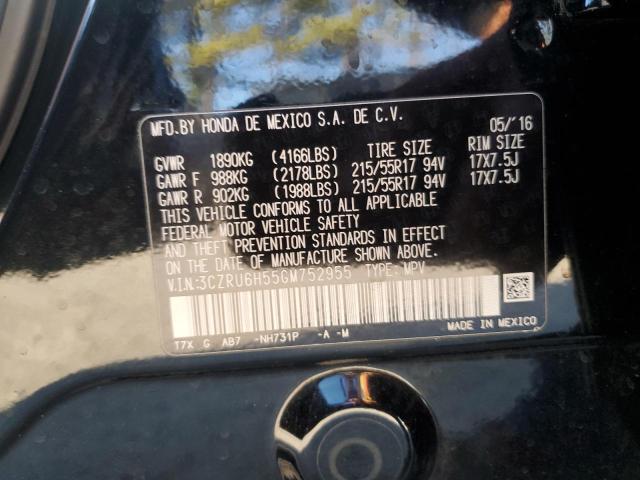 MFD.BY HONDA DE MEXICO S.A. DE C.V. 05/'16
GVWR 1890KG (4166LBS) TIRE SIZE RIM SIZE
GAWR F 988KG (2178LBS) 215/55R17 94V 17X7.5J
GAWR R 902KG (1988LBS) 215/55R17 94V 17X7.5J
THIS VEHICLE CONFORMS TO ALL APPLICABLE
FEDERAL MOTOR VEHICLE SAFETY
AND THEFT PREVENTION STANDARDS IN EFFECT
ON THE DATE OF MANUFACTURE SHOWN ABOVE.
V.I.N:3CZRU6H55GM752955 TYPE: MPV
T7X G AB7 -NH731P -A -M MADE IN MEXICO